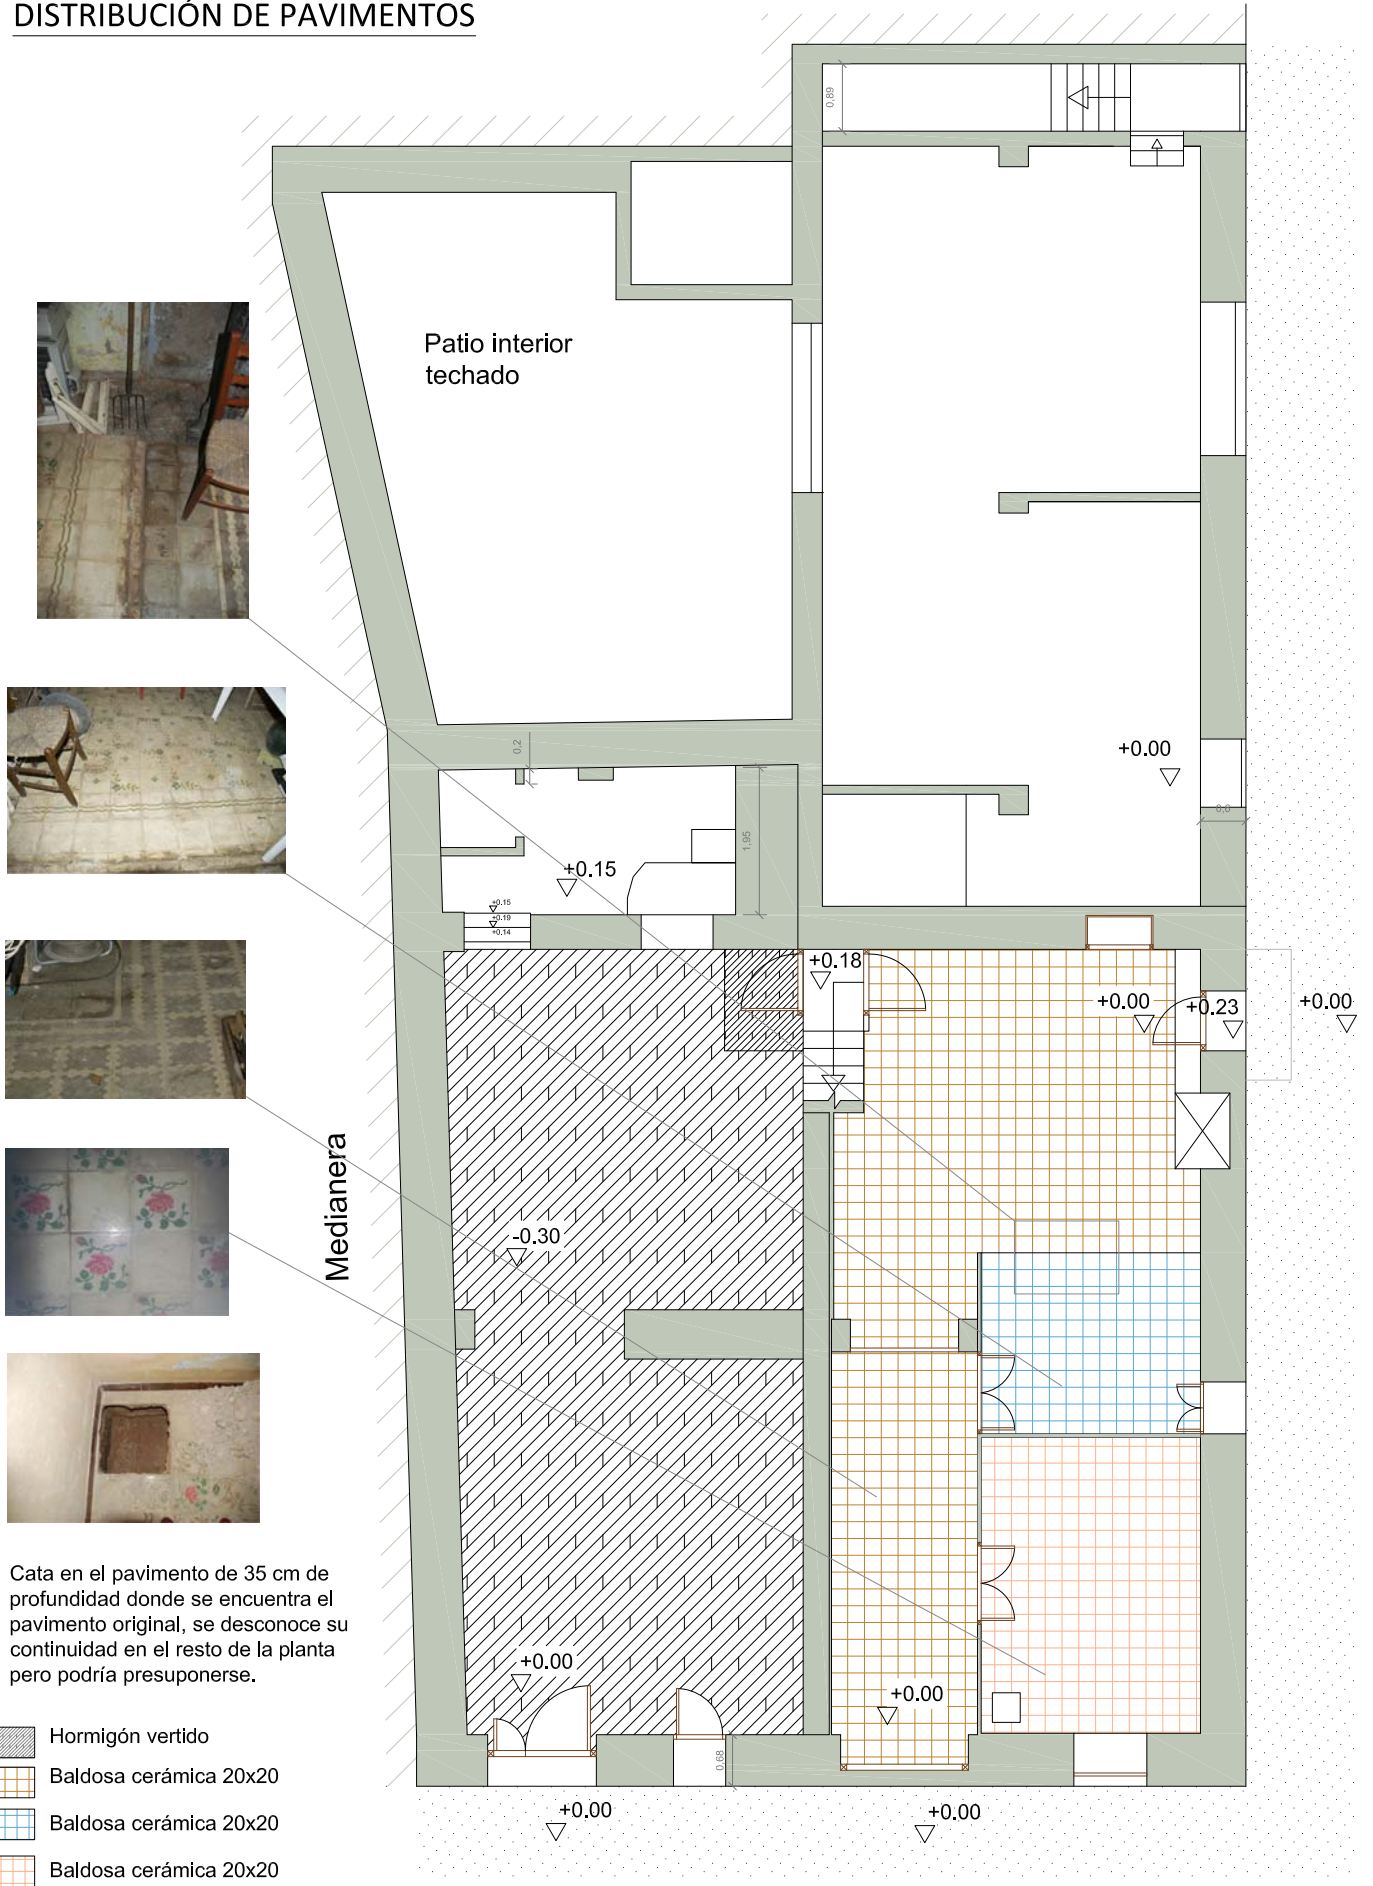 DISTRIBUCIÓN DE PAVIMENTOS
0,89
Patio interior
techado
0,2
+0.00
1,95
+0.15
+0.15
+0.19
+0.14
+0.18
+0.00
+0.23
+0.00
Medianera
-0.30
Cata en el pavimento de 35 cm de
profundidad donde se encuentra el
pavimento original, se desconoce su
continuidad en el resto de la planta
pero podría presuponerse.
+0.00
+0.00
0,68
Hormigón vertido
Baldosa cerámica 20x20
+0.00
+0.00
Baldosa cerámica 20x20
Baldosa cerámica 20x20